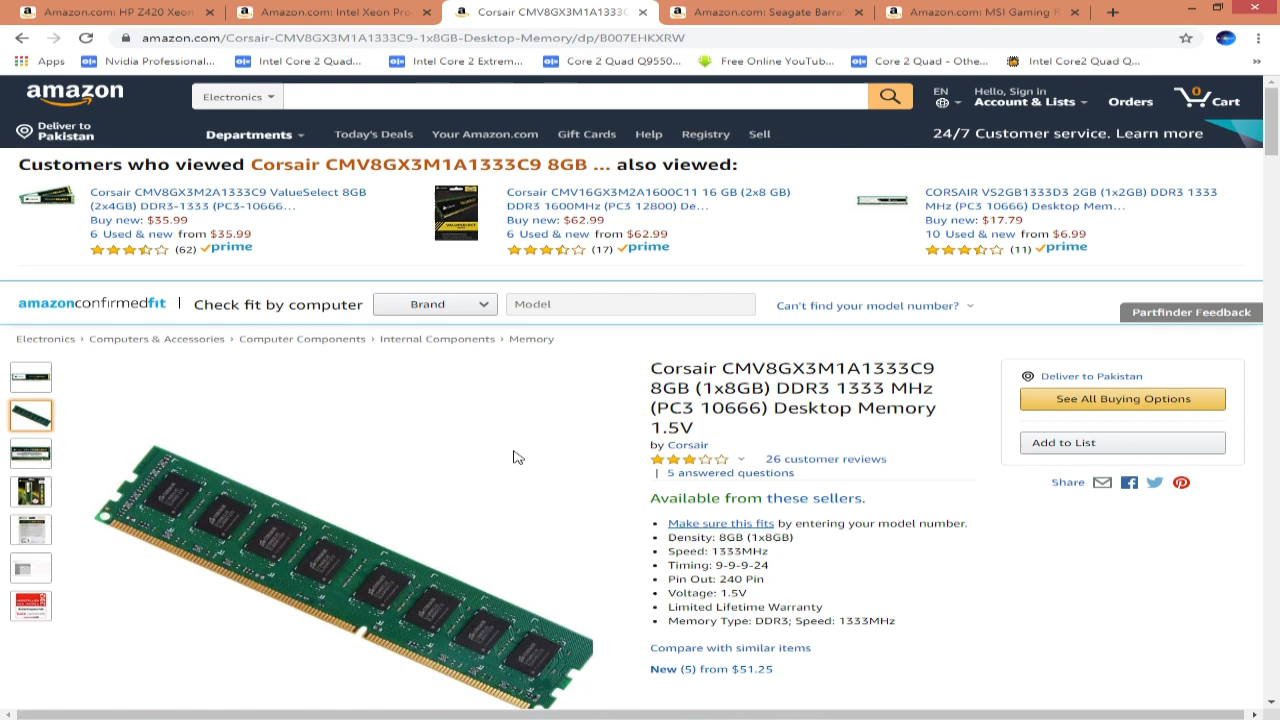 Amazon.com: HP Z420 Xeon
Amazon.com: Intel Xeon Pro
Corsair CMV8GX3M1A1333C
Amazon.com: Seagate Barra
Amazon.com: MSI Gaming
amazon.com/Corsair-CMV8GX3M1A1333C9-1x8GB-Desktop-Memory/dp/B007EHKXRW
Apps
Nvidia Professional...
Intel Core 2 Quad...
Intel Core 2 Extrem...
Core 2 Quad Q9550...
Free Online YouTub...
Core 2 Quad - Othe...
Intel Core2 Quad Q...
amazon
Electronics
EN
Hello, Sign in
Account & Lists
Orders
0
Cart
Deliver to
Pakistan
Departments
Today's Deals
Your Amazon.com
Gift Cards
Help
Registry
Sell
24/7 Customer service. Learn more
Customers who viewed Corsair CMV8GX3M1A1333C9 8GB ... also viewed:
Corsair CMV8GX3M2A1333C9 ValueSelect 8GB
(2x4GB) DDR3-1333 (PC3-10666...
Buy new: $35.99
6 Used & new from $35.99
(62) prime
Corsair CMV16GX3M2A1600C11 16 GB (2x8 GB)
DDR3 1600MHz (PC3 12800) De...
Buy new: $62.99
6 Used & new from $62.99
(17) prime
CORSAIR VS2GB1333D3 2GB (1x2GB) DDR3 1333
MHz (PC3 10666) Desktop Mem...
Buy new: $17.79
10 Used & new from $6.99
(11) prime
amazonconfirmedfit | Check fit by computer
Brand
Model
Can't find your model number?
Partfinder Feedback
Electronics › Computers & Accessories › Computer Components › Internal Components › Memory
Corsair CMV8GX3M1A1333C9
8GB (1x8GB) DDR3 1333 MHz
(PC3 10666) Desktop Memory
1.5V
by Corsair
26 customer reviews
| 5 answered questions
Available from these sellers.
• Make sure this fits by entering your model number.
• Density: 8GB (1x8GB)
• Speed: 1333MHz
• Timing: 9-9-9-24
• Pin Out: 240 Pin
• Voltage: 1.5V
• Limited Lifetime Warranty
• Memory Type: DDR3; Speed: 1333MHz
Compare with similar items
New (5) from $51.25
Deliver to Pakistan
See All Buying Options
Add to List
Share